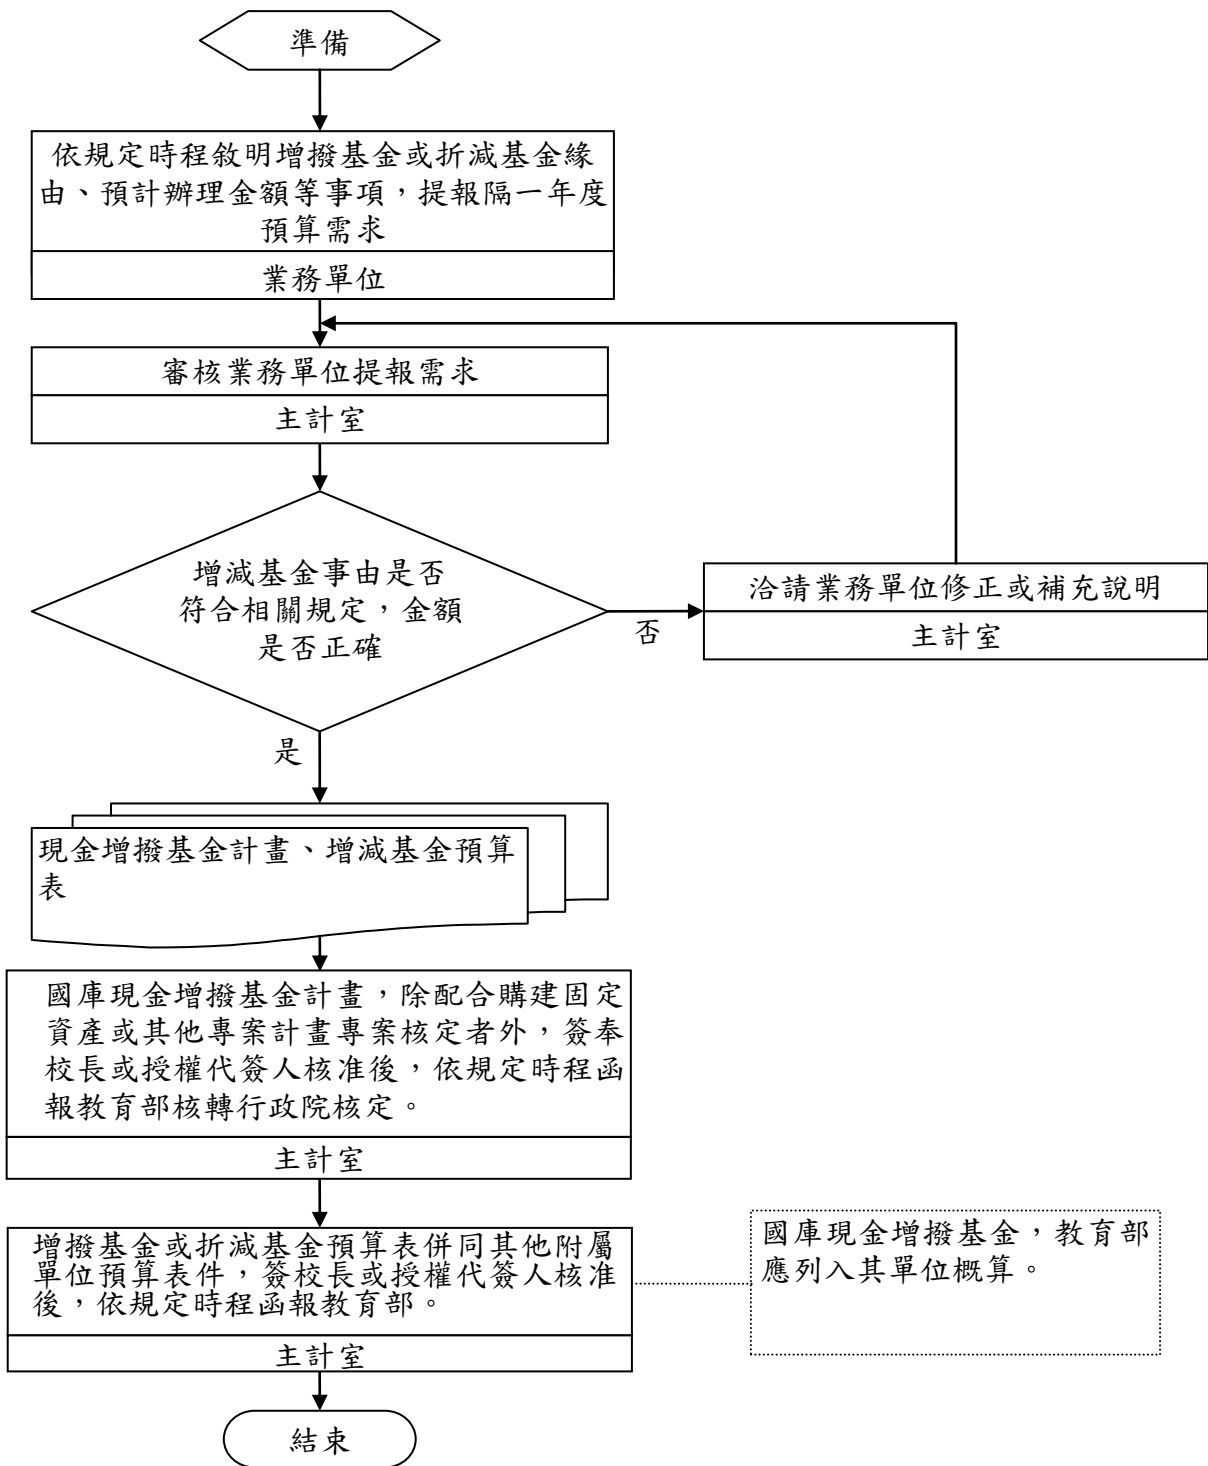 準備
依規定時程敘明增撥基金或折減基金緣
由、預計辦理金額等事項，提報隔一年度
預算需求
業務單位
審核業務單位提報需求
主計室
增減基金事由是否
符合相關規定，金額
是否正確
否
洽請業務單位修正或補充說明
主計室
是
現金增撥基金計畫、增減基金預算
表
國庫現金增撥基金計畫，除配合購建固定
資產或其他專案計畫專案核定者外，簽奉
校長或授權代簽人核准後，依規定時程函
報教育部核轉行政院核定。
主計室
增撥基金或折減基金預算表併同其他附屬
單位預算表件，簽校長或授權代簽人核准
後，依規定時程函報教育部。
主計室
國庫現金增撥基金，教育部
應列入其單位概算。
結束